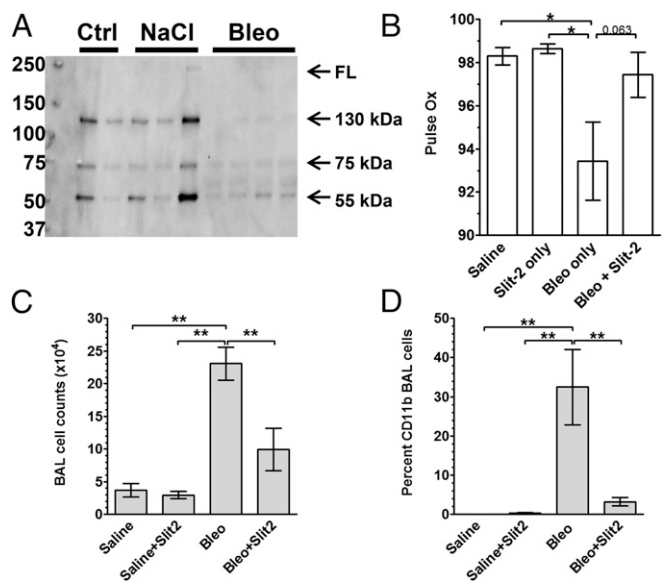 A
Ctrl NaCl Bleo
250
150
100
75
50
37
FL
130 kDa
75 kDa
55 kDa
B
Pulse Ox
100
98
96
94
92
90
* 
*
0.063
Saline
Slit-2 only
Bleo only
Bleo + Slit-2
C
BAL cell counts (x10⁴)
30
25
20
15
10
5
0
**
** **
Saline
Saline+Slit2
Bleo
Bleo+Slit2
D
Percent CD11b BAL cells
50
40
30
20
10
0
**
** **
Saline
Saline+Slit2
Bleo
Bleo+Slit2